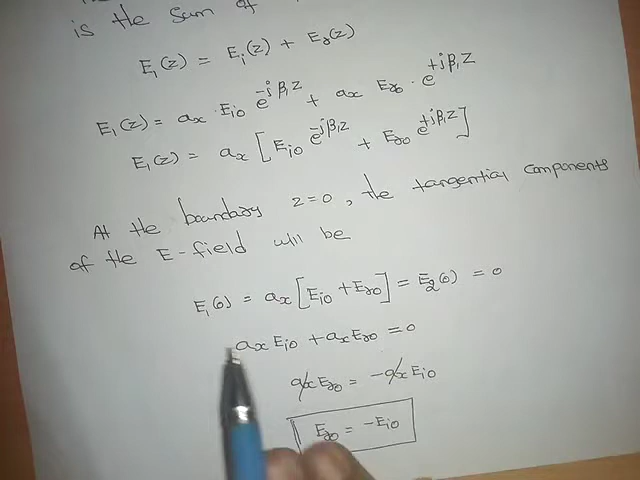 is the sum of
E₁(z) = Eᵢ(z) + Eᵣ(z)
E₁(z) = aₓ · Eᵢ₀ e^(-jβ₁z) + aₓ Eᵣ₀ · e^(+jβ₁z)
E₁(z) = aₓ [Eᵢ₀ e^(-jβ₁z) + Eᵣ₀ e^(+jβ₁z)]
At the boundary z=0, the tangential components
of the E-field will be
E₁(0) = aₓ [Eᵢ₀ + Eᵣ₀] = E₂(0) = 0
aₓ Eᵢ₀ + aₓ Eᵣ₀ = 0
aₓ Eᵣ₀ = - aₓ Eᵢ₀
Eᵣ₀ = - Eᵢ₀